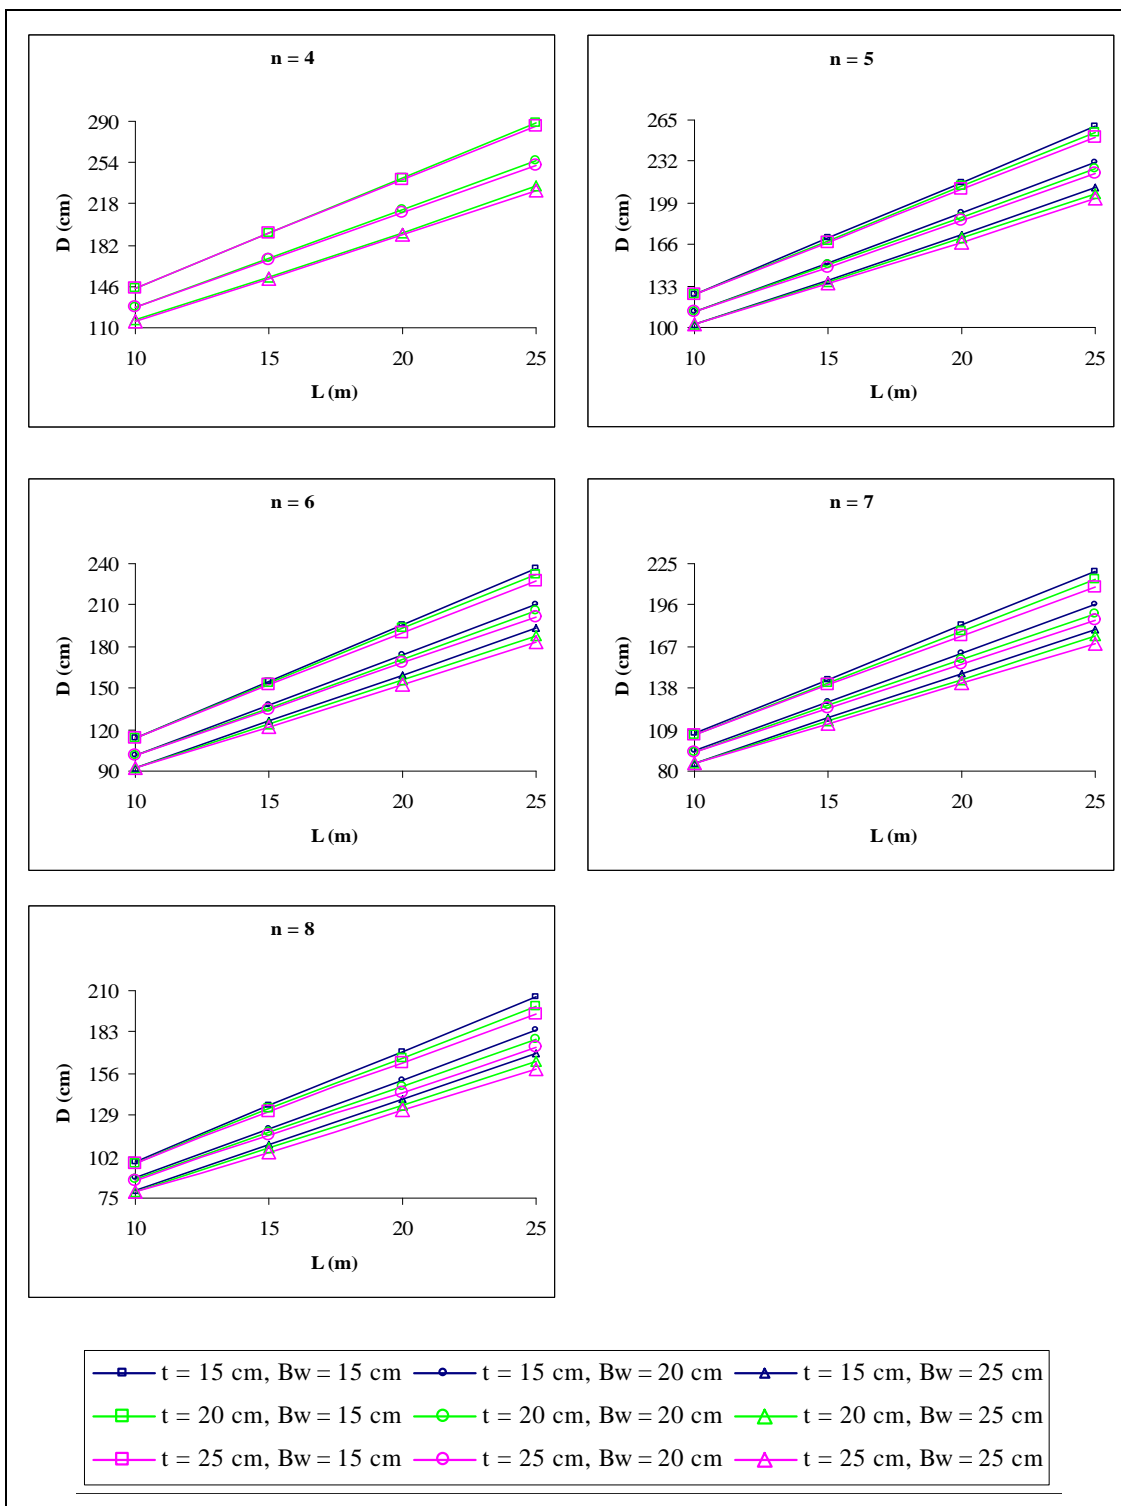 n = 4
290
254
218
182
146
110
D (cm)
10 15 20 25
L (m)
n = 5
265
232
199
166
133
100
D (cm)
10 15 20 25
L (m)
n = 6
240
210
180
150
120
90
D (cm)
10 15 20 25
L (m)
n = 7
225
196
167
138
109
80
D (cm)
10 15 20 25
L (m)
n = 8
210
183
156
129
102
75
D (cm)
10 15 20 25
L (m)
t = 15 cm, Bw = 15 cm t = 15 cm, Bw = 20 cm t = 15 cm, Bw = 25 cm
t = 20 cm, Bw = 15 cm t = 20 cm, Bw = 20 cm t = 20 cm, Bw = 25 cm
t = 25 cm, Bw = 15 cm t = 25 cm, Bw = 20 cm t = 25 cm, Bw = 25 cm